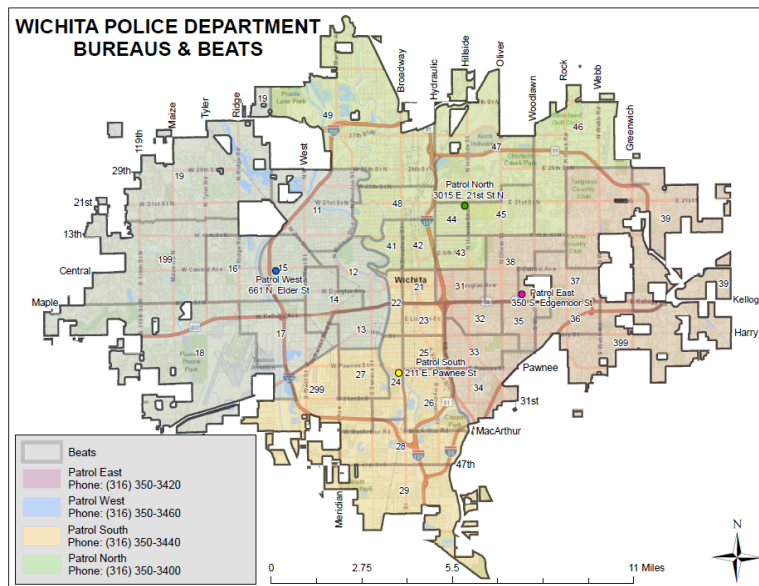 WICHITA POLICE DEPARTMENT
BUREAUS & BEATS
Broadway
Hydraulic
Hillside
Oliver
Woodlawn
Rock
Webb
Greenwich
119th
Maize
Tyler
Ridge
West
29th
21st
13th
Central
Maple
19
49
46
47
19
11
48
Patrol North
3015 E. 21st St N.
44
45
39
199
16
15
Patrol West
661 N. Elder St
12
41
42
43
38
Wichita
14
21
31
37
22
Patrol East
350 S. Edgemoor St
39
Kellog
17
13
23
32
35
36
Harry
18
25
33
399
27
Patrol South
211 E. Pawnee St
24
Pawnee
299
26
34
31st
MacArthur
28
47th
29
Meridian
Beats
Patrol East
Phone: (316) 350-3420
Patrol West
Phone: (316) 350-3460
Patrol South
Phone: (316) 350-3440
Patrol North
Phone: (316) 350-3400
0 2.75 5.5 11 Miles
N